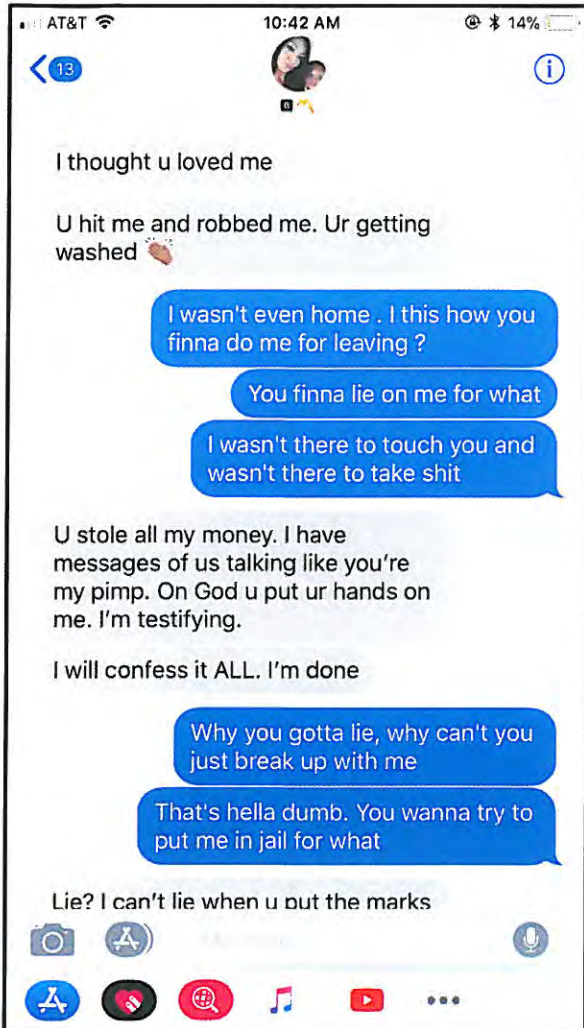 AT&T
10:42 AM
14%
13
I thought u loved me
U hit me and robbed me. Ur getting
washed 👏🏽
I wasn't even home . I this how you
finna do me for leaving ?
You finna lie on me for what
I wasn't there to touch you and
wasn't there to take shit
U stole all my money. I have
messages of us talking like you're
my pimp. On God u put ur hands on
me. I'm testifying.
I will confess it ALL. I'm done
Why you gotta lie, why can't you
just break up with me
That's hella dumb. You wanna try to
put me in jail for what
Lie? I can't lie when u put the marks